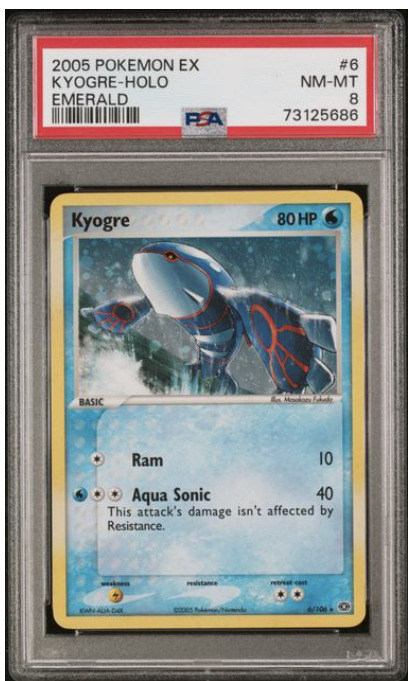 2005 POKEMON EX #6
KYOGRE-HOLO NM-MT
EMERALD 8
PSA 73125686
Kyogre 80 HP
BASIC Illus. Masakazu Fukuda
Ram 10
Aqua Sonic 40
This attack's damage isn't affected by
Resistance.
weakness resistance retreat cost
©2005 Pokémon/Nintendo 6/106